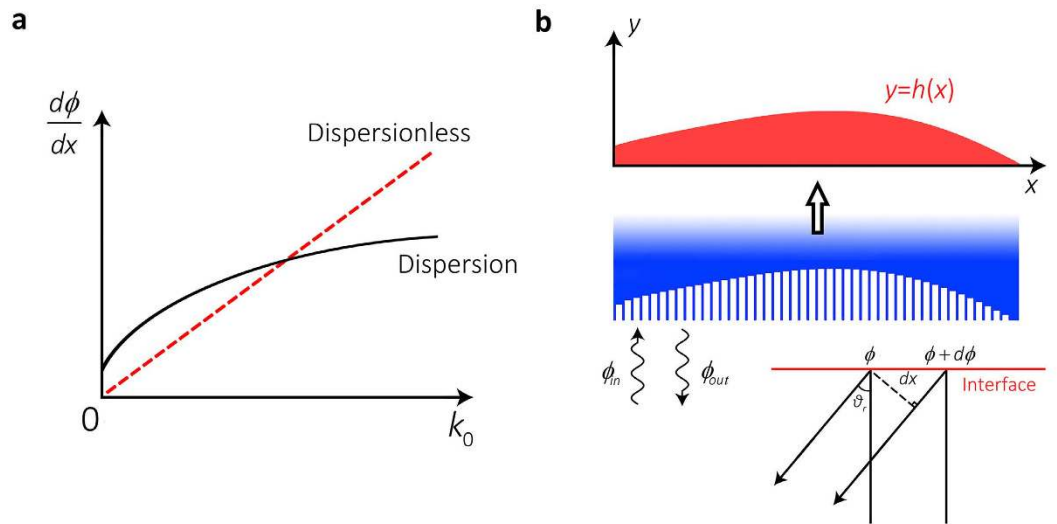 a
dϕ
dx
Dispersionless
Dispersion
0
k₀
b
y
y=h(x)
x
ϕin
ϕout
ϕ
ϕ+dϕ
dx
Interface
ϑr